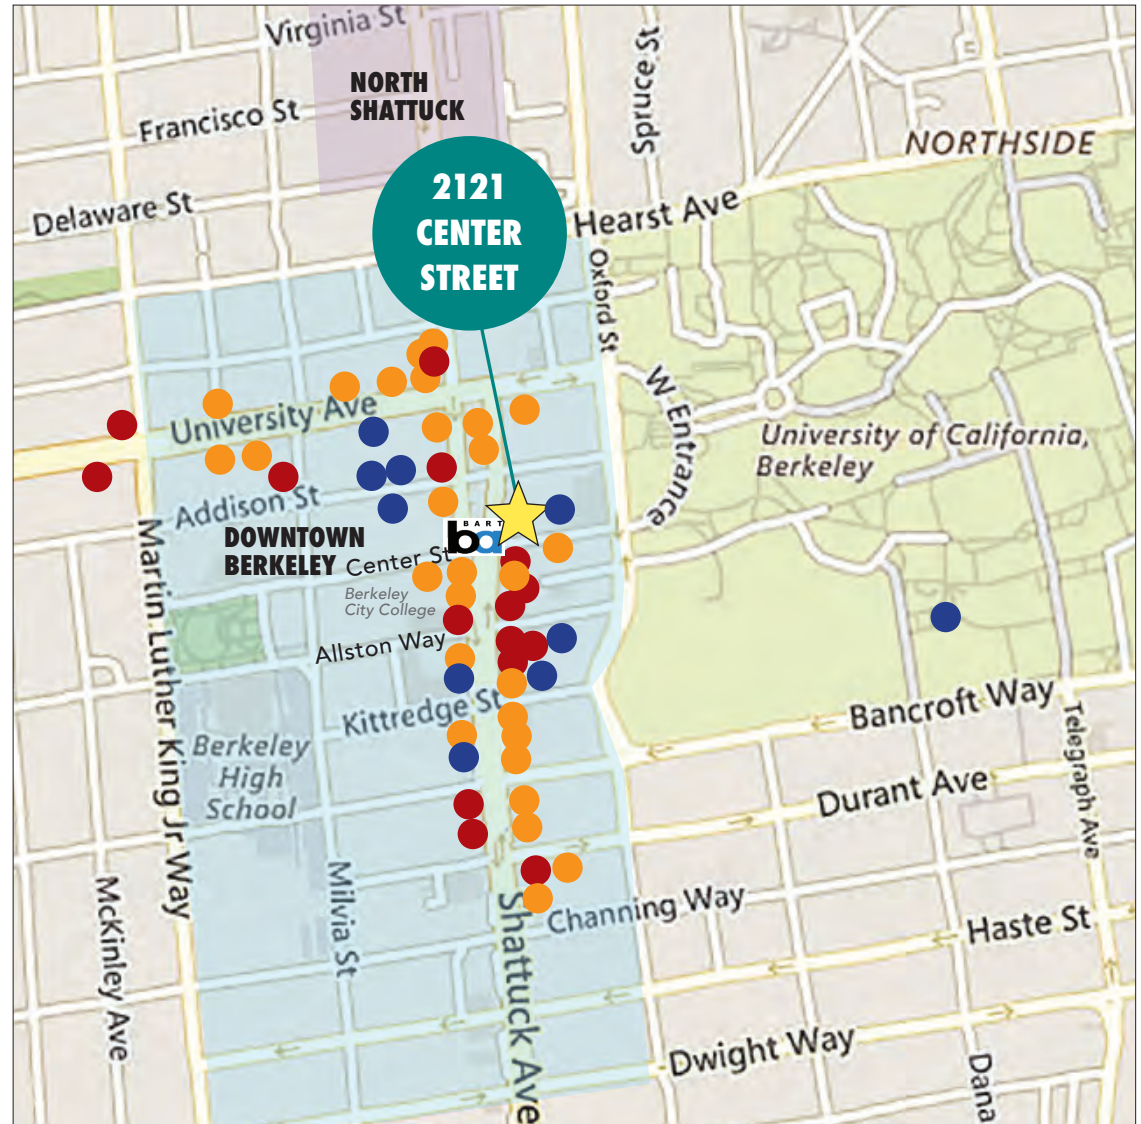 Virginia St
NORTH
SHATTUCK
Spruce St
Francisco St
NORTHSIDE
2121
CENTER
STREET
Delaware St
Hearst Ave
Oxford St
W Entrance
University Ave
University of California,
Berkeley
Addison St
BART
ba
DOWNTOWN
BERKELEY
Center St
Berkeley
City College
Martin Luther King Jr Way
Allston Way
Kittredge St
Bancroft Way
Telegraph Ave
Berkeley
High
School
Durant Ave
McKinley Ave
Milvia St
Shattuck Ave
Channing Way
Haste St
Dwight Way
Dana